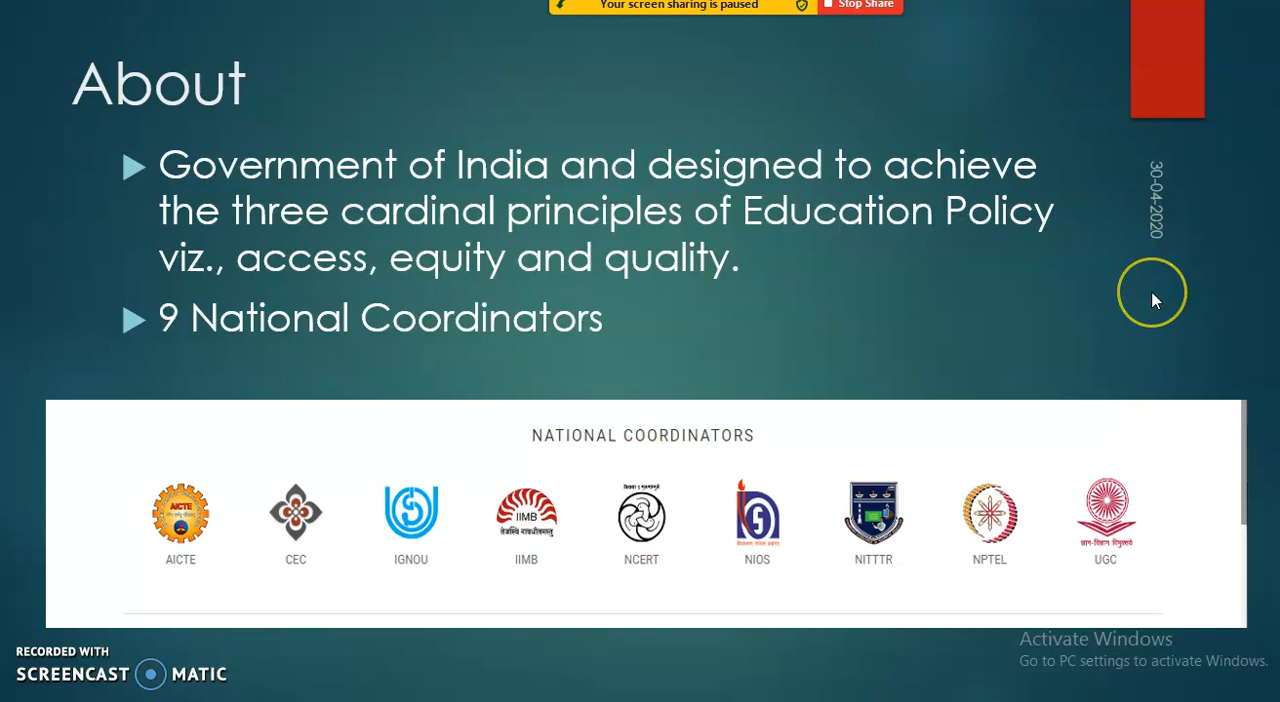 Your screen sharing is paused
Stop Share
About
Government of India and designed to achieve
the three cardinal principles of Education Policy
viz., access, equity and quality.
9 National Coordinators
30-04-2020
NATIONAL COORDINATORS
AICTE
IIMB
AICTE
CEC
IGNOU
IIMB
NCERT
NIOS
NITTTR
NPTEL
UGC
Activate Windows
Go to PC settings to activate Windows.
RECORDED WITH
SCREENCAST MATIC